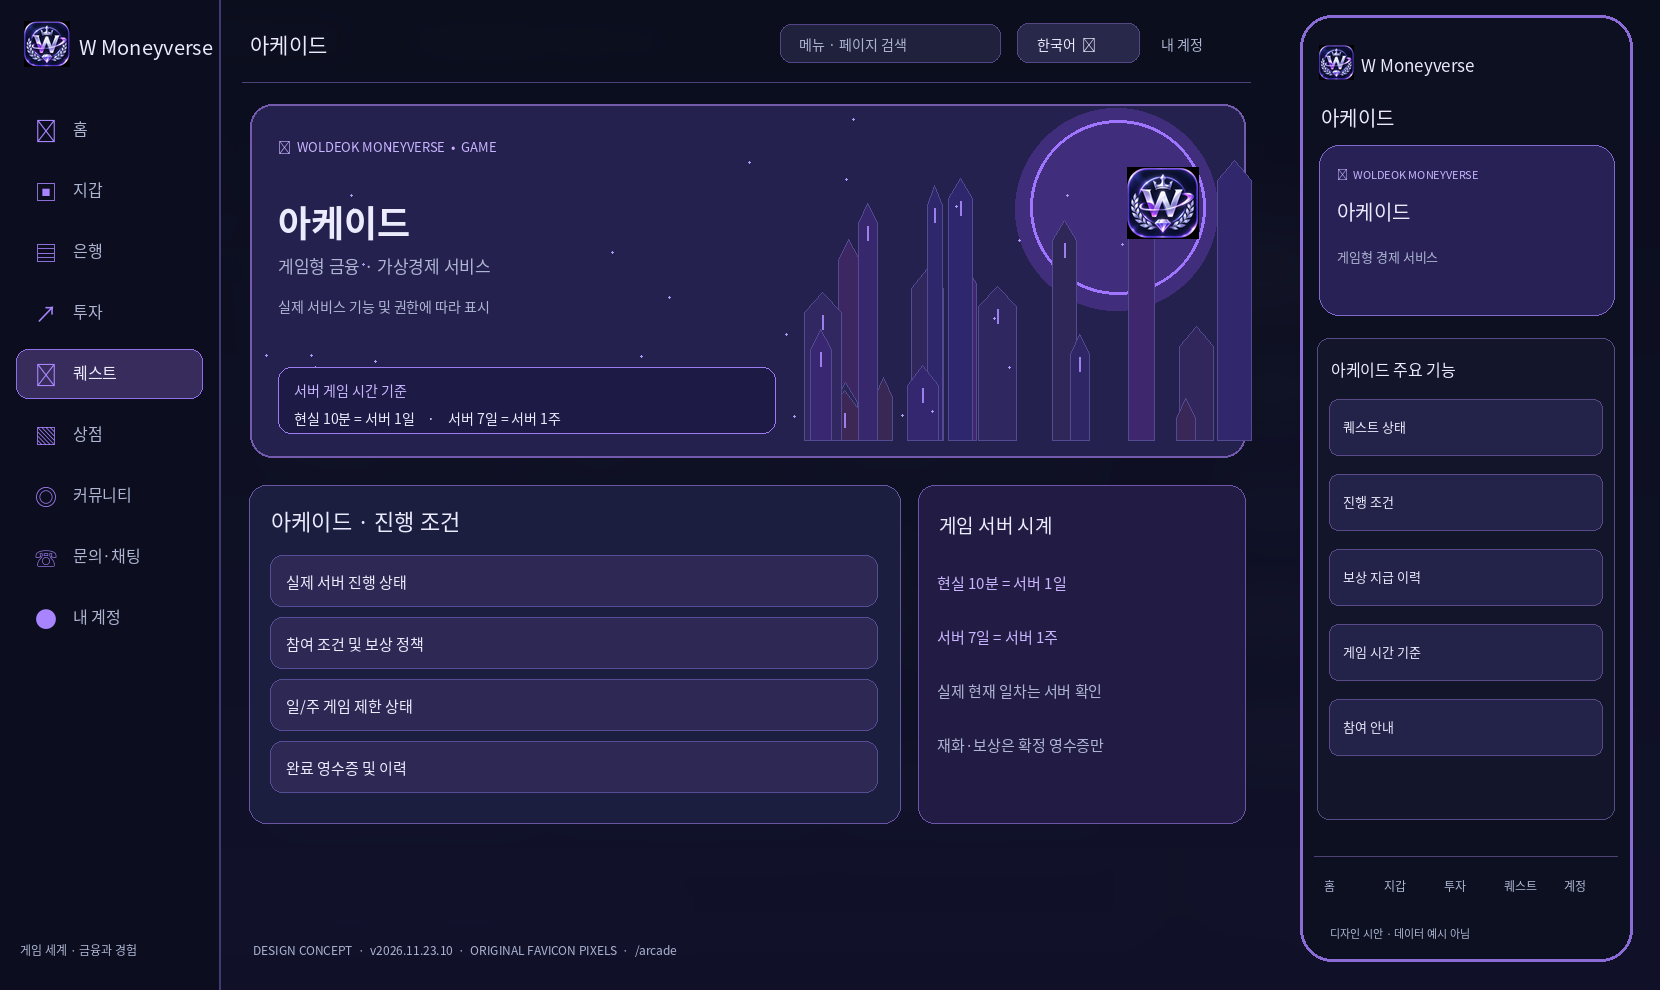 W Moneyverse
홈
지갑
은행
투자
퀘스트
상점
커뮤니티
문의·채팅
내 계정
게임 세계 · 금융과 경험
아케이드
메뉴 · 페이지 검색
한국어
내 계정
WOLDEOK MONEYVERSE • GAME
아케이드
게임형 금융·· 가상경제 서비스
실제 서비스 기능 및 권한에 따라 표시
서버 게임 시간 기준
현실 10분 = 서버 1일 · 서버 7일 = 서버 1주
W
아케이드 · 진행 조건
실제 서버 진행 상태
참여 조건 및 보상 정책
일/주 게임 제한 상태
완료 영수증 및 이력
게임 서버 시계
현실 10분 = 서버 1일
서버 7일 = 서버 1주
실제 현재 일차는 서버 확인
재화·보상은 확정 영수증만
DESIGN CONCEPT · v2026.11.23.10 · ORIGINAL FAVICON PIXELS · /arcade
W Moneyverse
아케이드
WOLDEOK MONEYVERSE
아케이드
게임형 경제 서비스
아케이드 주요 기능
퀘스트 상태
진행 조건
보상 지급 이력
게임 시간 기준
참여 안내
홈 지갑 투자 퀘스트 계정
디자인 시안 · 데이터 예시 아님